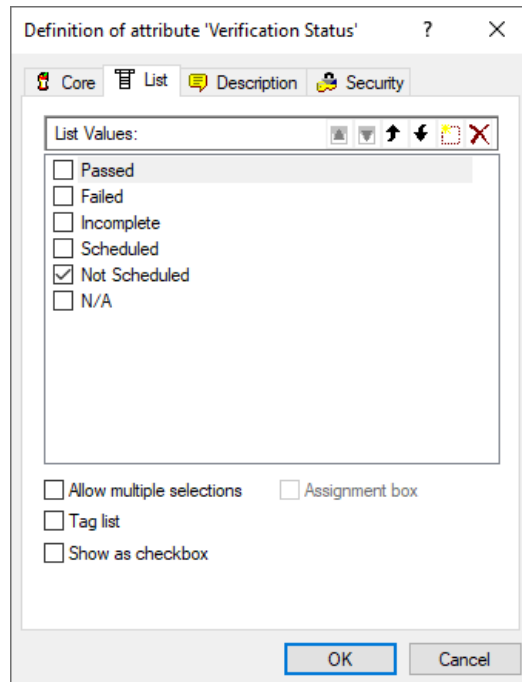 Definition of attribute 'Verification Status' ?
Core List Description Security
List Values:
Passed
Failed
Incomplete
Scheduled
Not Scheduled
N/A
Allow multiple selections Assignment box
Tag list
Show as checkbox
OK Cancel